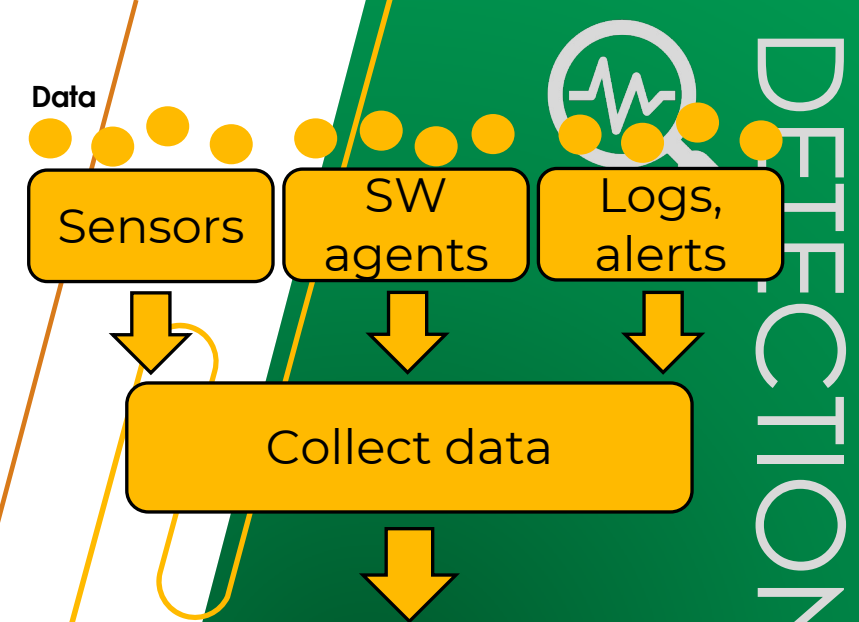 Data
Sensors
SW
agents
Logs,
alerts
Collect data
DETECTION